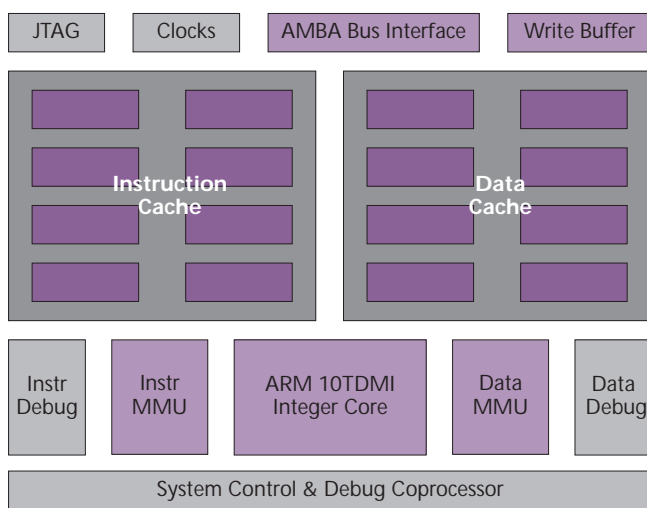 JTAG
Clocks
AMBA Bus Interface
Write Buffer
Instruction
Cache
Data
Cache
Instr
Debug
Instr
MMU
ARM 10TDMI
Integer Core
Data
MMU
Data
Debug
System Control & Debug Coprocessor